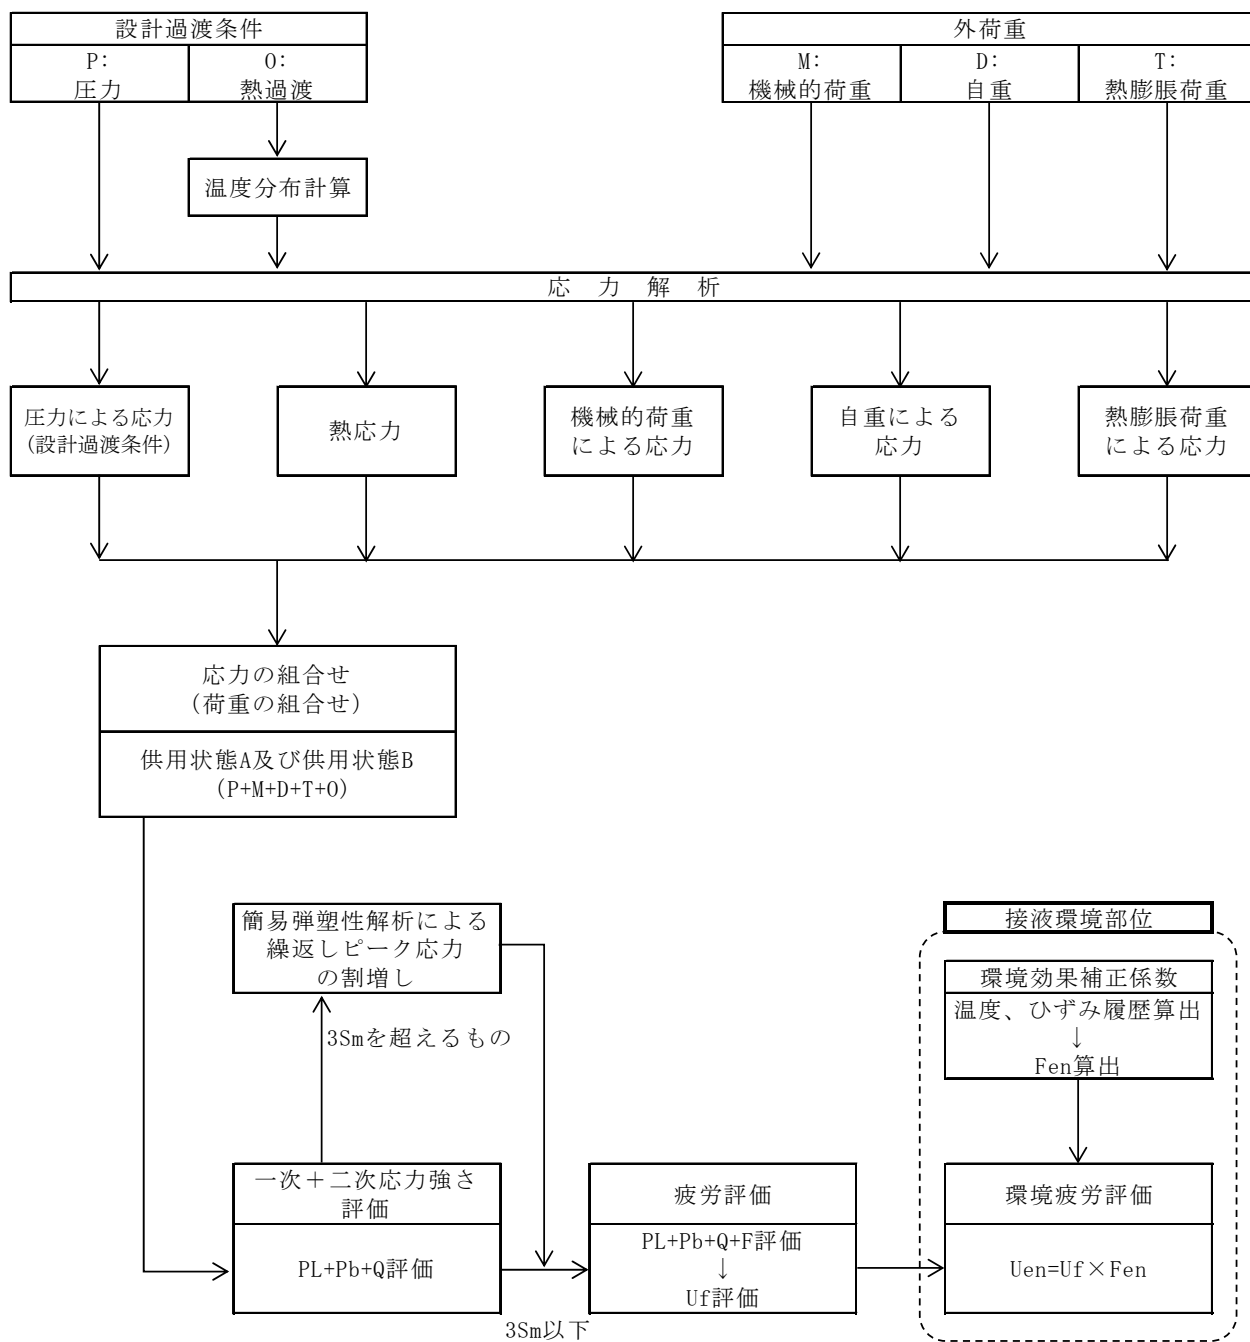 設計過渡条件
P:
圧力
O:
熱過渡
外荷重
M:
機械的荷重
D:
自重
T:
熱膨脹荷重
温度分布計算
応 力 解 析
圧力による応力
(設計過渡条件)
熱応力
機械的荷重
による応力
自重による
応力
熱膨脹荷重
による応力
応力の組合せ
(荷重の組合せ)
供用状態A及び供用状態B
(P+M+D+T+O)
簡易弾塑性解析による
繰返しピーク応力
の割増し
3Smを超えるもの
接液環境部位
環境効果補正係数
温度、ひずみ履歴算出
↓
Fen算出
一次＋二次応力強さ
評価
PL+Pb+Q評価
3Sm以下
疲労評価
PL+Pb+Q+F評価
↓
Uf評価
環境疲労評価
Uen=Uf×Fen